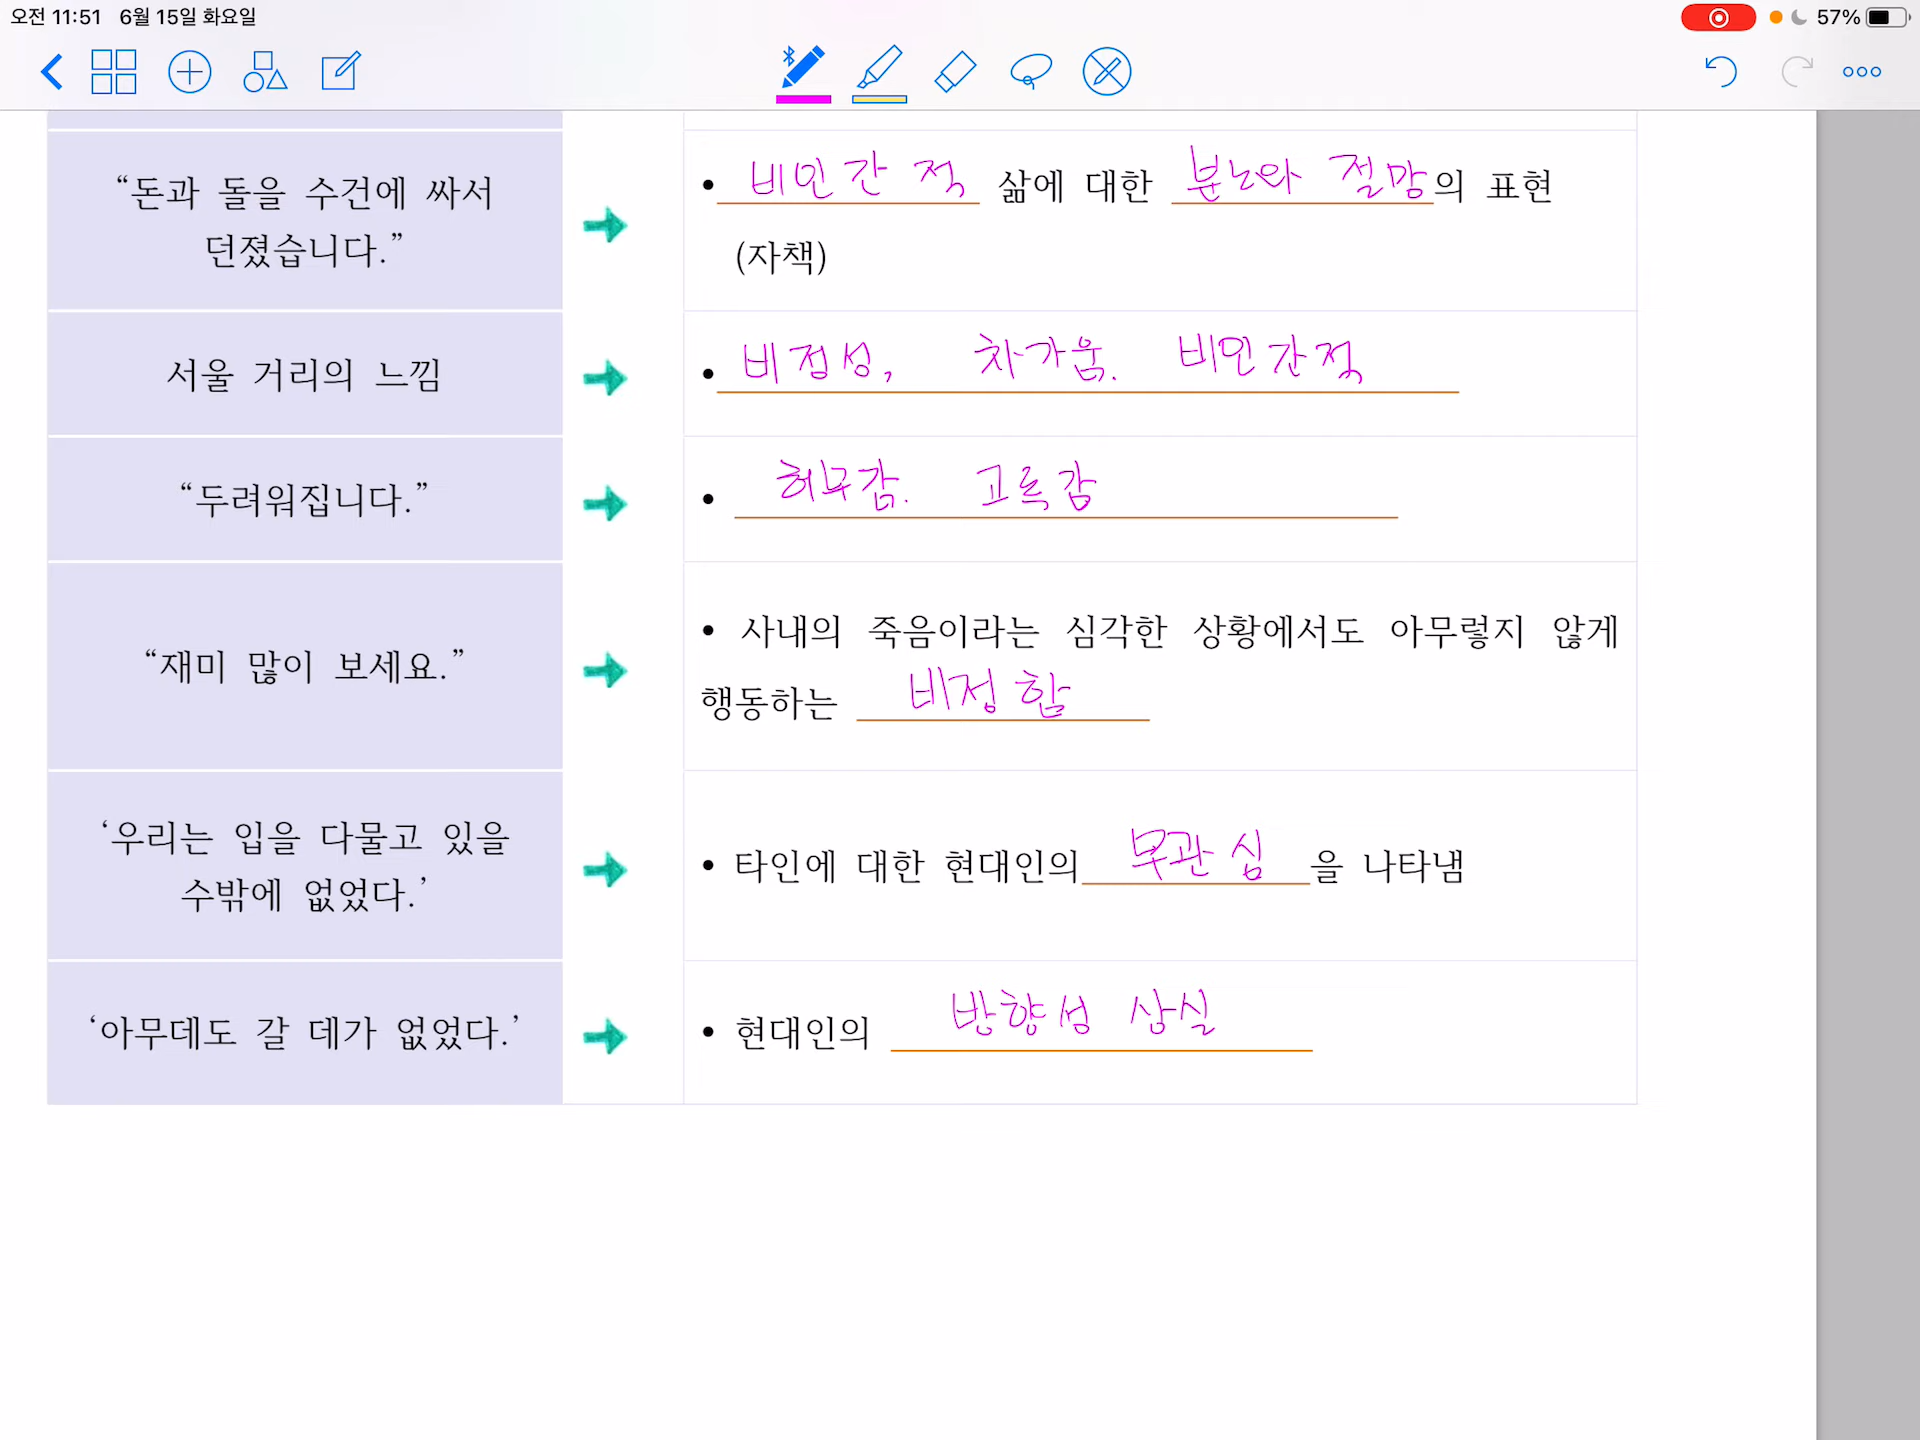 오전 11:51 6월 15일 화요일
57%
“돈과 돌을 수건에 싸서
던졌습니다.”
• 비인간적 삶에 대한 분노와 절망의 표현
(자책)
서울 거리의 느낌
• 비정성, 차가움. 비인간적
“두려워집니다.”
• 허무감. 고독감
“재미 많이 보세요.”
• 사내의 죽음이라는 심각한 상황에서도 아무렇지 않게
행동하는 비정함
‘우리는 입을 다물고 있을
수밖에 없었다.’
• 타인에 대한 현대인의 무관심을 나타냄
‘아무데도 갈 데가 없었다.’
• 현대인의 방향성 상실